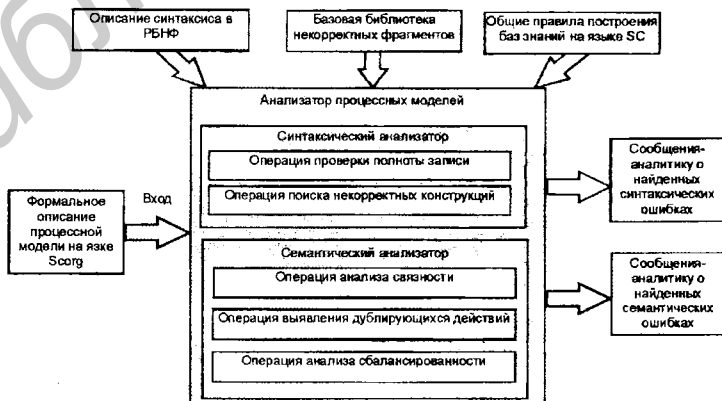 Описание синтаксиса в
РБНФ
Базовая библиотека
некорректных фрагментов
Общие правила построения
баз знаний на языке SC
Анализатор процессных моделей
Синтаксический анализатор
Операция проверки полноты записи
Операция поиска некорректных конструкций
Формальное
описание
процессной
модели на язке
Scorg
Вход
Семантический анализатор
Операция анализа связности
Операция выявления дублирующихся действий
Операция анализа сбалансированности
Сообщения-
аналитику о
найденных
синтаксических
ошибках
Сообщения-
аналитику о
найденных
семантических
ошибках